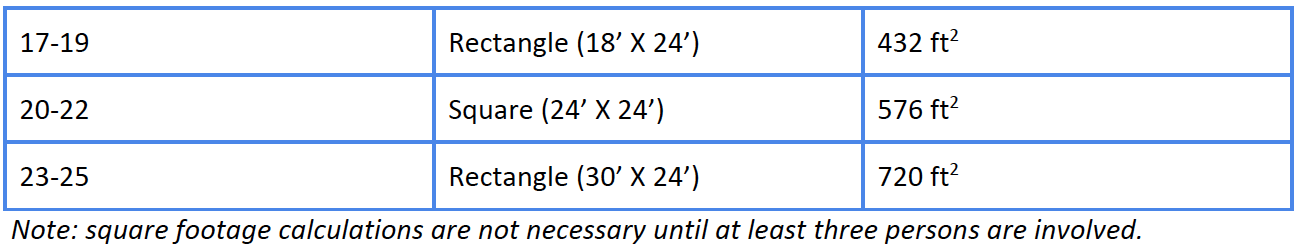 17-19 Rectangle (18’ X 24’) 432 ft²
20-22 Square (24’ X 24’) 576 ft²
23-25 Rectangle (30’ X 24’) 720 ft²
Note: square footage calculations are not necessary until at least three persons are involved.